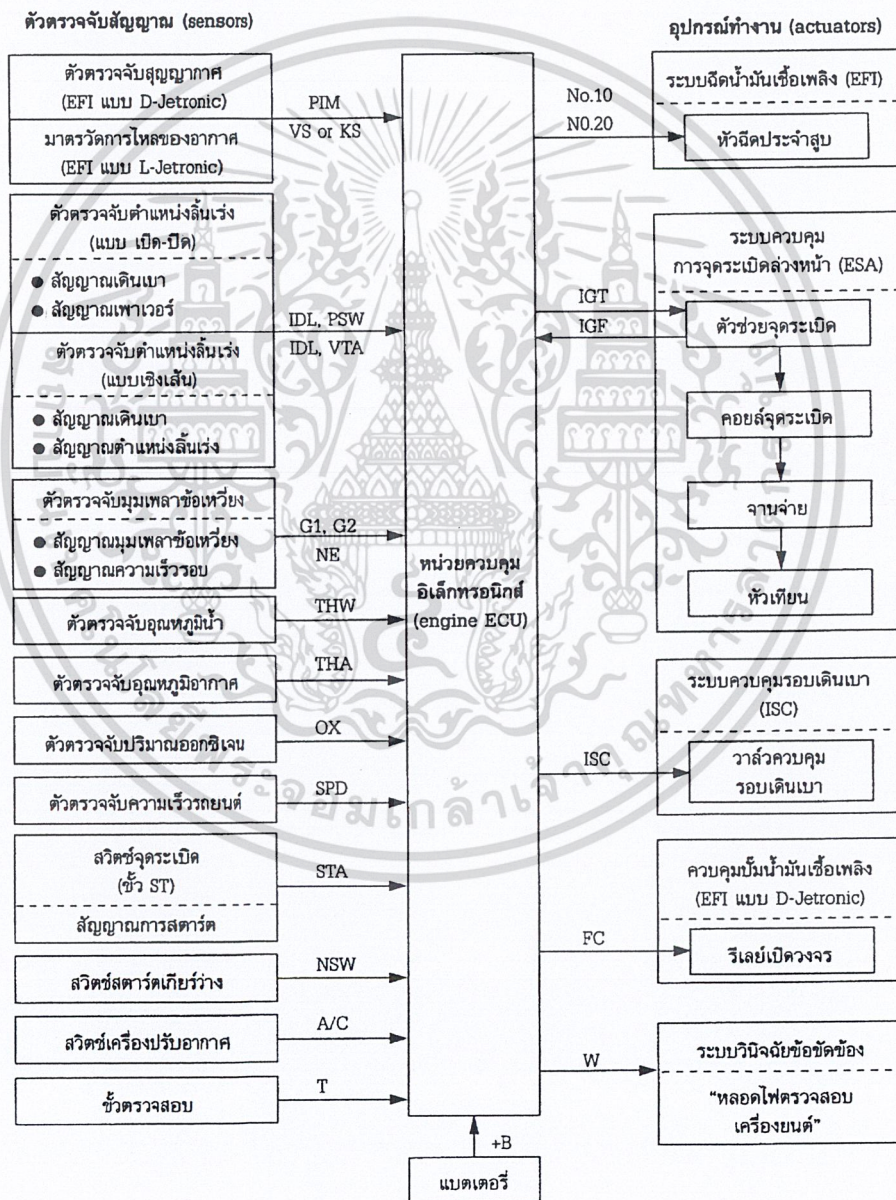 ตัวตรวจจับสัญญาณ (sensors)
ตัวตรวจจับสุญญากาศ
(EFI แบบ D-Jetronic)
มาตรวัดการไหลของอากาศ
(EFI แบบ L-Jetronic)
PIM
VS or KS
ตัวตรวจจับตำแหน่งลิ้นเร่ง
(แบบ เปิด-ปิด)
● สัญญาณเดินเบา
● สัญญาณเพาเวอร์
ตัวตรวจจับตำแหน่งลิ้นเร่ง
(แบบเชิงเส้น)
● สัญญาณเดินเบา
● สัญญาณตำแหน่งลิ้นเร่ง
IDL, PSW
IDL, VTA
ตัวตรวจจับมุมเพลาข้อเหวี่ยง
● สัญญาณมุมเพลาข้อเหวี่ยง
● สัญญาณความเร็วรอบ
G1, G2
NE
ตัวตรวจจับอุณหภูมิน้ำ
THW
ตัวตรวจจับอุณหภูมิอากาศ
THA
ตัวตรวจจับปริมาณออกซิเจน
OX
ตัวตรวจจับความเร็วรถยนต์
SPD
สวิตช์จุดระเบิด
(ขั้ว ST)
สัญญาณการสตาร์ต
STA
สวิตช์สตาร์ตเกียร์ว่าง
NSW
สวิตช์เครื่องปรับอากาศ
A/C
ขั้วตรวจสอบ
T
หน่วยควบคุม
อิเล็กทรอนิกส์
(engine ECU)
+B
แบตเตอรี่
อุปกรณ์ทำงาน (actuators)
ระบบฉีดน้ำมันเชื้อเพลิง (EFI)
No.10
N0.20
หัวฉีดประจำสูบ
ระบบควบคุม
การจุดระเบิดล่วงหน้า (ESA)
IGT
IGF
ตัวช่วยจุดระเบิด
คอยล์จุดระเบิด
จานจ่าย
หัวเทียน
ระบบควบคุมรอบเดินเบา
(ISC)
ISC
วาล์วควบคุม
รอบเดินเบา
ควบคุมปั๊มน้ำมันเชื้อเพลิง
(EFI แบบ D-Jetronic)
FC
รีเลย์เปิดวงจร
W
ระบบวินิจฉัยข้อขัดข้อง
“หลอดไฟตรวจสอบ
เครื่องยนต์”